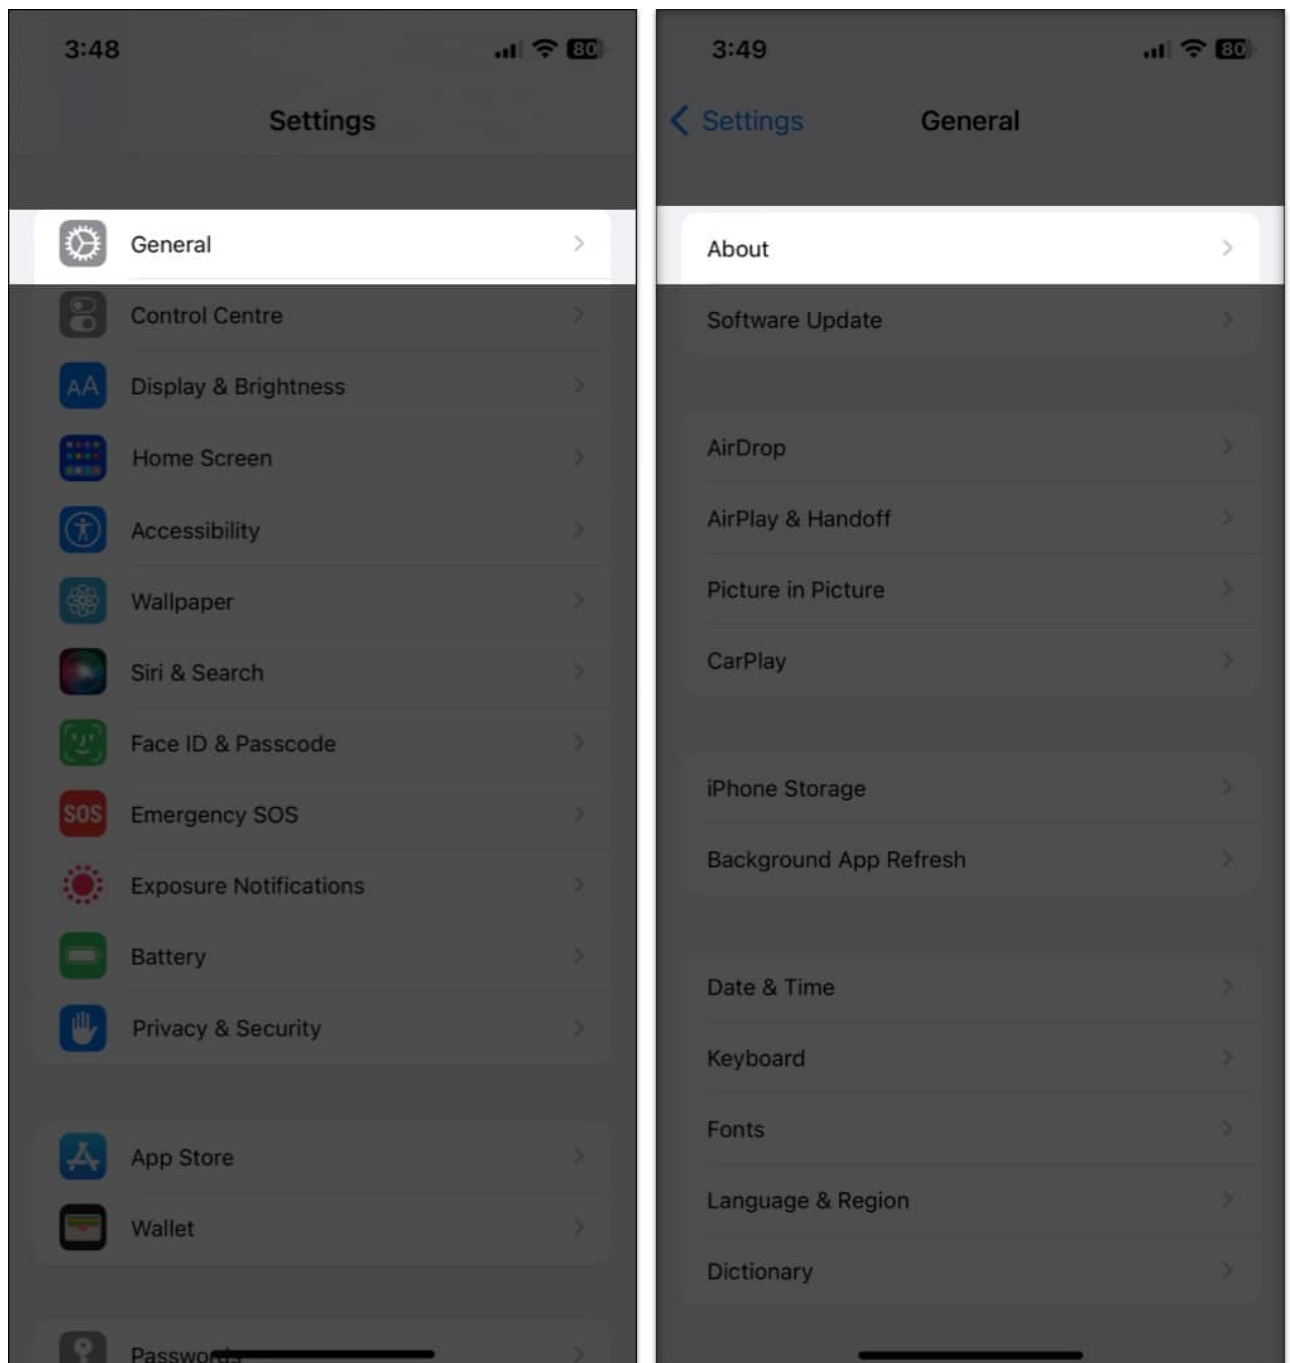 3:48
80
Settings
General
Control Centre
AA
Display & Brightness
Home Screen
Accessibility
Wallpaper
Siri & Search
Face ID & Passcode
SOS
Emergency SOS
Exposure Notifications
Battery
Privacy & Security
App Store
Wallet
Passwords
3:49
80
Settings
General
About
Software Update
AirDrop
AirPlay & Handoff
Picture in Picture
CarPlay
iPhone Storage
Background App Refresh
Date & Time
Keyboard
Fonts
Language & Region
Dictionary